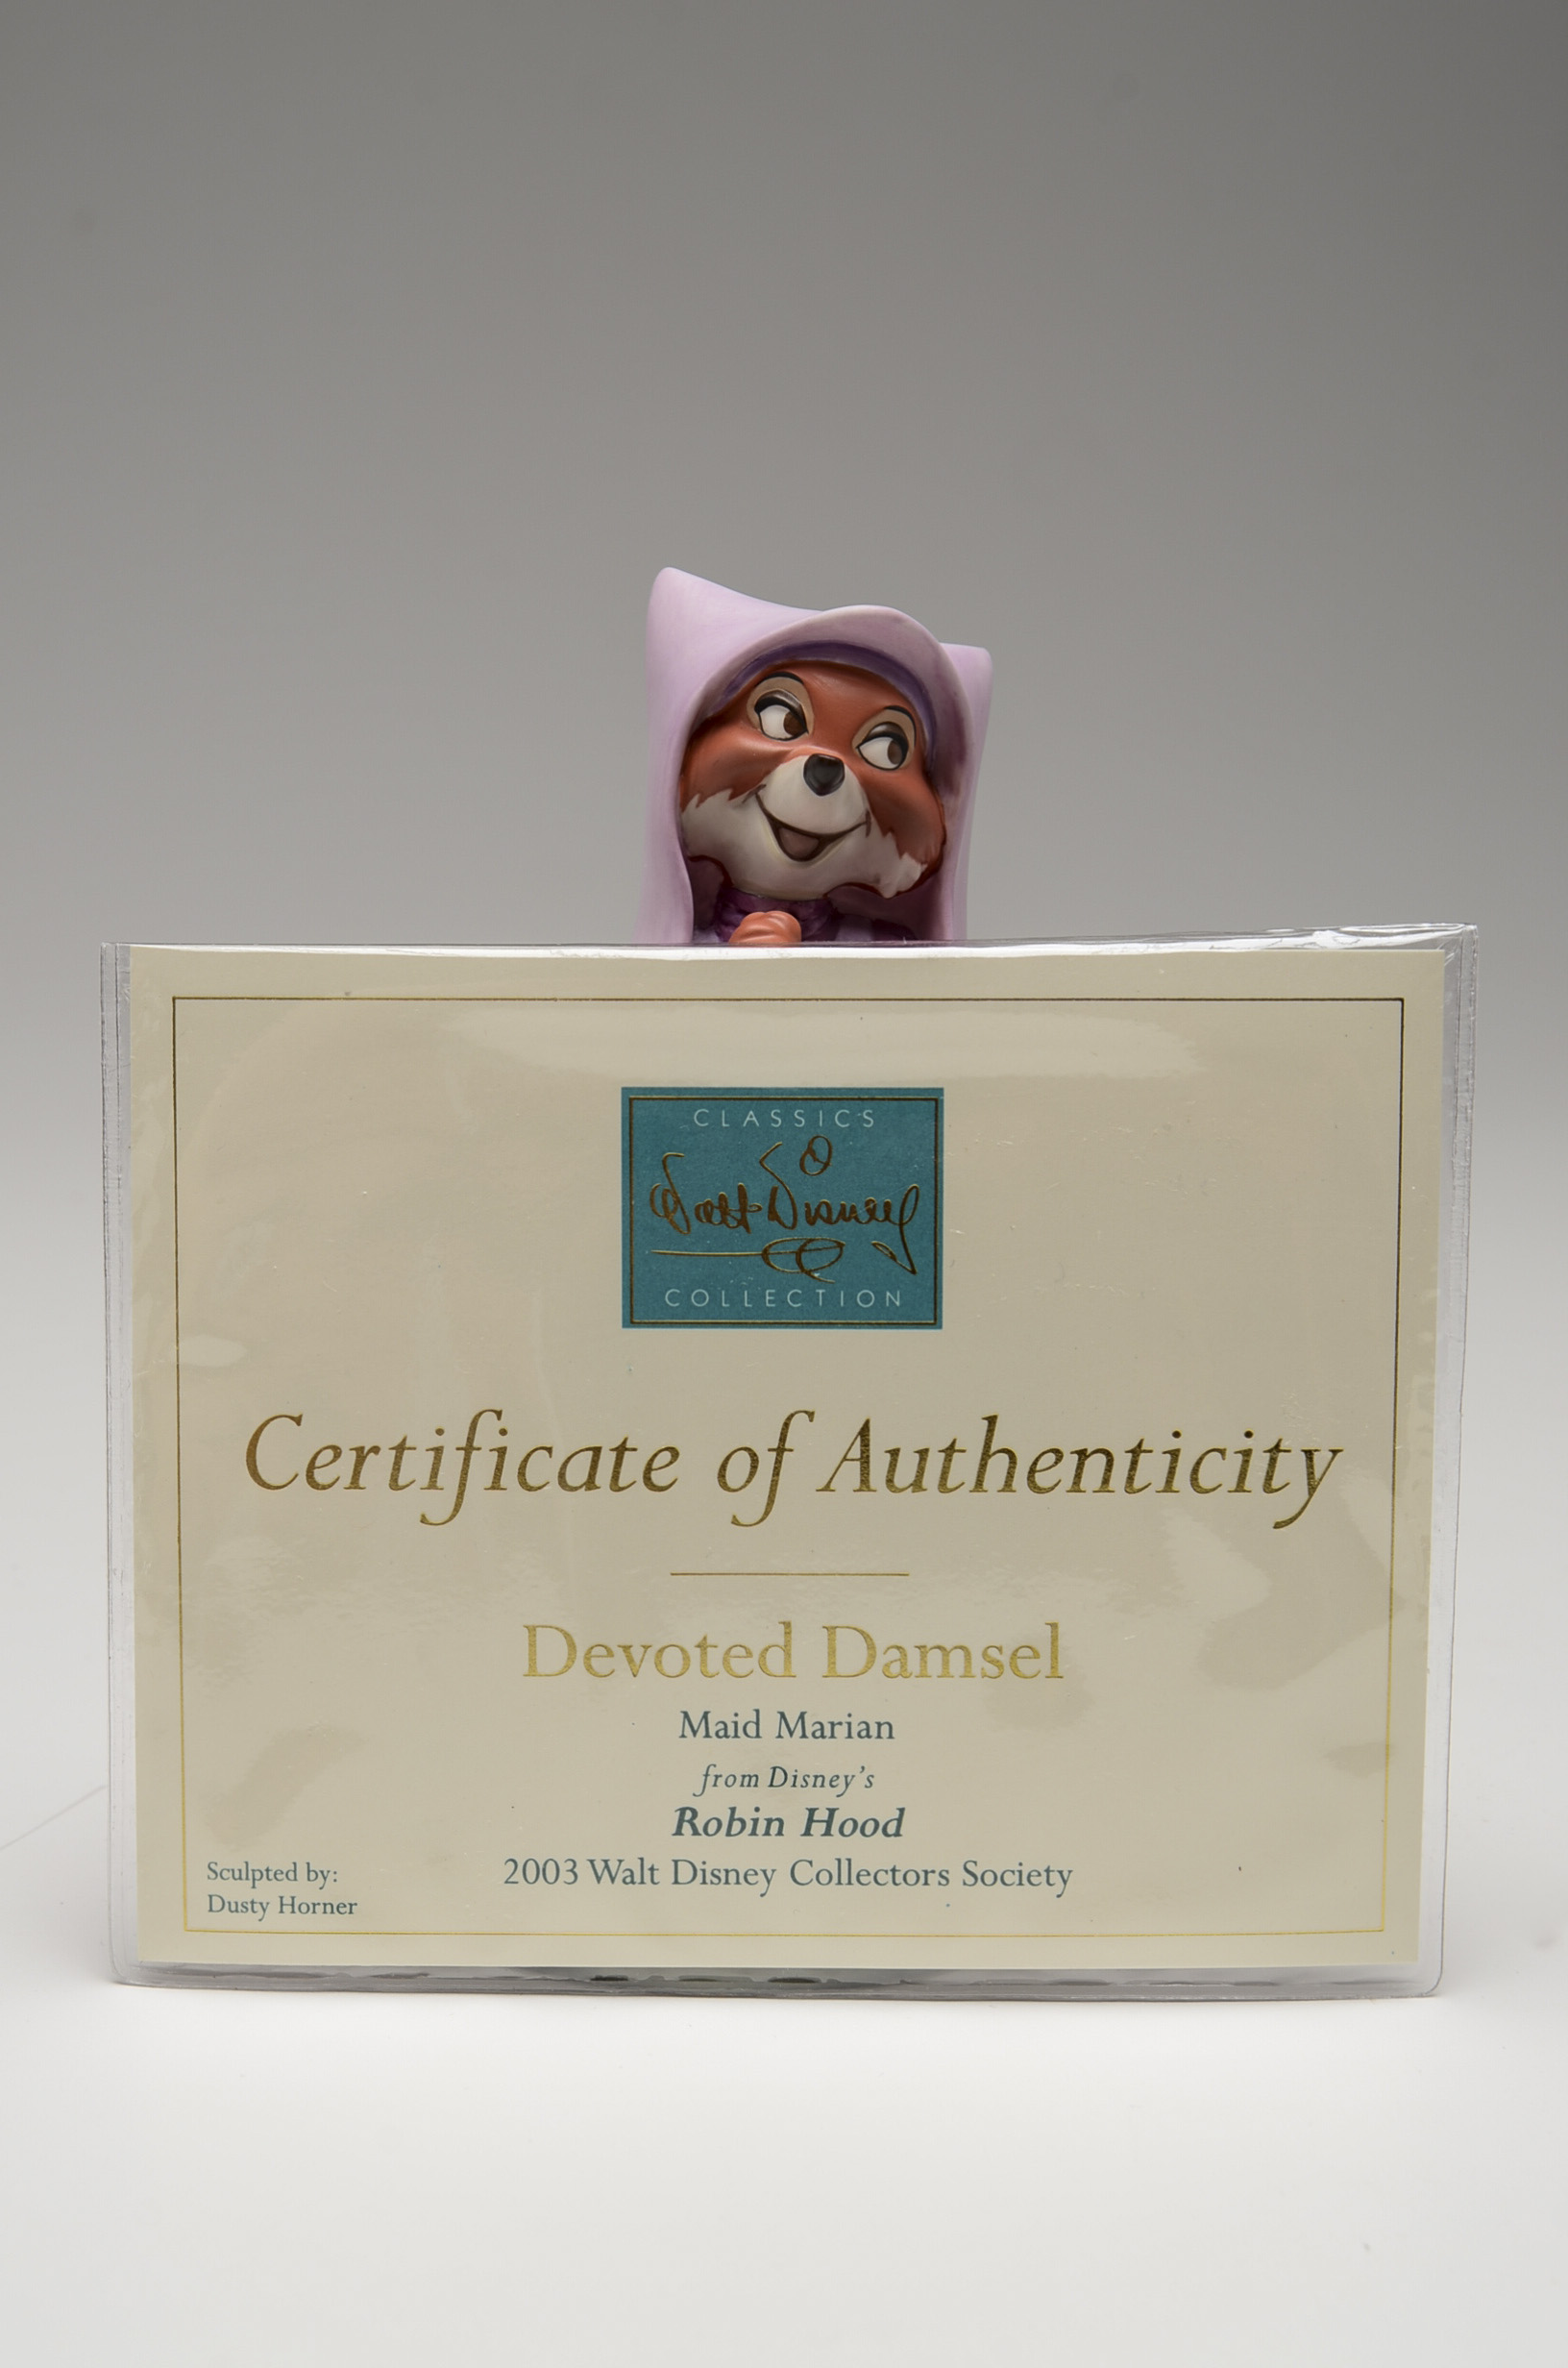 CLASSICS
Walt Disney
COLLECTION
Certificate of Authenticity
Devoted Damsel
Maid Marian
from Disney's
Robin Hood
2003 Walt Disney Collectors Society
Sculpted by:
Dusty Horner